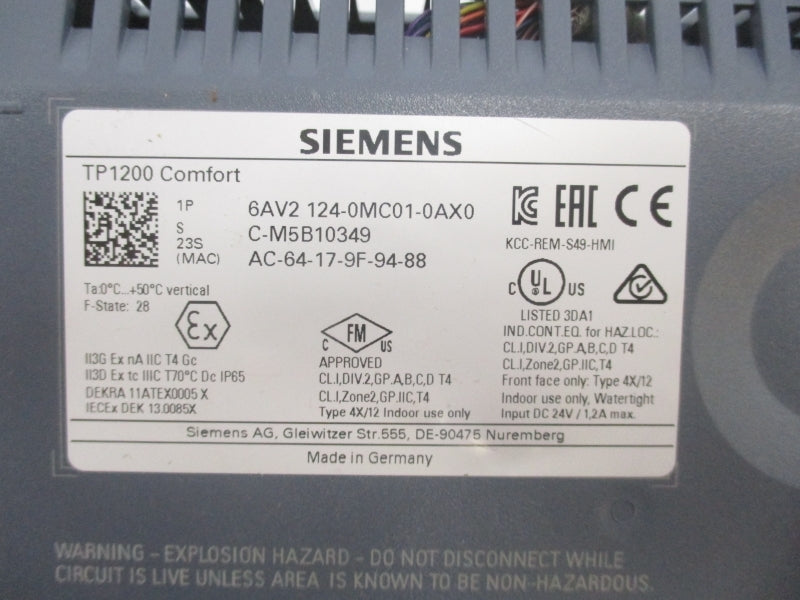 SIEMENS
TP1200 Comfort
1P 6AV2 124-0MC01-0AX0
S C-M5B10349
23S
(MAC) AC-64-17-9F-94-88
KCC-REM-S49-HMI
EAC CE
Ta:0°C...+50°C vertical
F-State: 28
Ex
II3G Ex nA IIC T4 Gc
II3D Ex tc IIIC T70°C Dc IP65
DEKRA 11ATEX0005 X
IECEx DEK 13.0085X
FM
C US
APPROVED
CL.I,DIV.2,GP.A,B,C,D T4
CL.I,Zone2,GP.IIC,T4
Type 4X/12 Indoor use only
C UL US
LISTED 3DA1
IND.CONT.EQ. for HAZ.LOC.:
CL.I,DIV.2,GP.A,B,C,D T4
CL.I,Zone2,GP.IIC,T4
Front face only: Type 4X/12
Indoor use only, Watertight
Input DC 24V / 1,2A max.
Siemens AG, Gleiwitzer Str.555, DE-90475 Nuremberg
Made in Germany
WARNING – EXPLOSION HAZARD – DO NOT DISCONNECT WHILE
CIRCUIT IS LIVE UNLESS AREA IS KNOWN TO BE NON-HAZARDOUS.